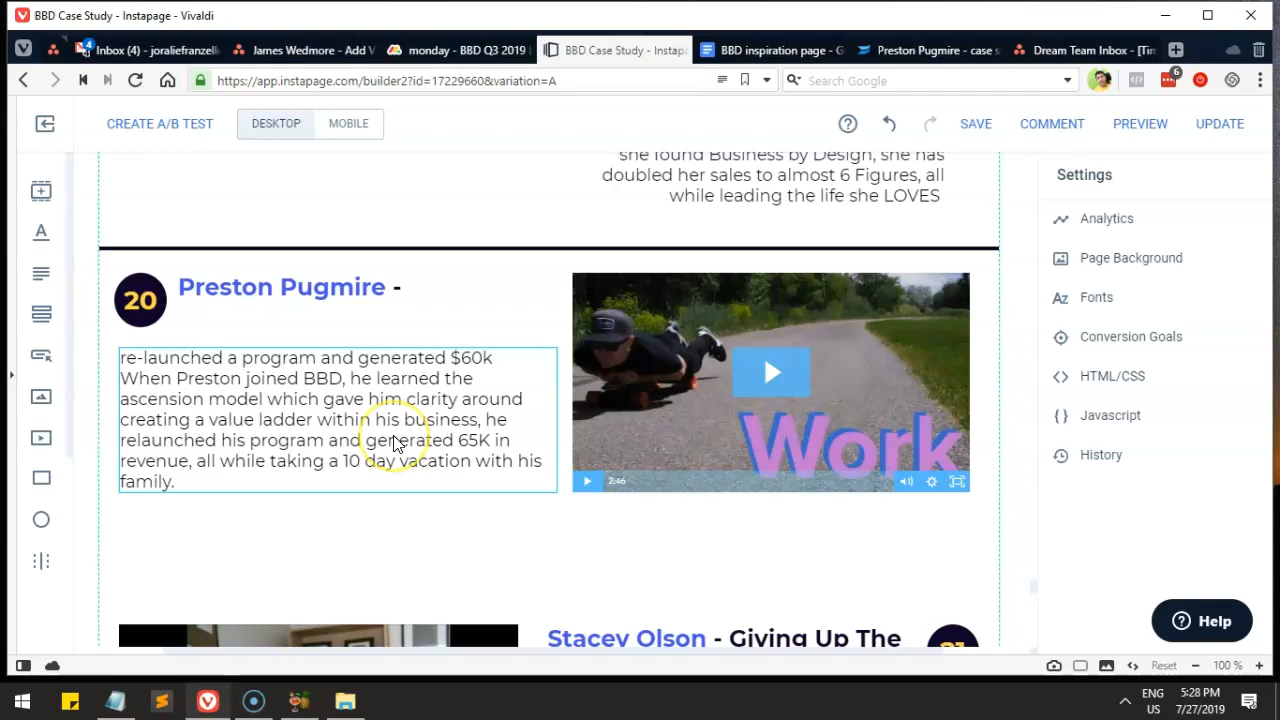 BBD Case Study - Instapage - Vivaldi
4
Inbox (4) - joraliefranzell
James Wedmore - Add V
monday - BBD Q3 2019
BBD Case Study - Instapa
BBD inspiration page - G
Preston Pugmire - case s
Dream Team Inbox - [Tim
https://app.instapage.com/builder2?id=17229660&variation=A
Search Google
6
CREATE A/B TEST
DESKTOP
MOBILE
SAVE
COMMENT
PREVIEW
UPDATE
she found Business by Design, she has
doubled her sales to almost 6 Figures, all
while leading the life she LOVES
Settings
Analytics
Page Background
Az Fonts
Conversion Goals
HTML/CSS
Javascript
History
20
Preston Pugmire -
re-launched a program and generated $60k
When Preston joined BBD, he learned the
ascension model which gave him clarity around
creating a value ladder within his business, he
relaunched his program and generated 65K in
revenue, all while taking a 10 day vacation with his
family.
Work
2:46
Stacey Olson - Giving Up The
21
Help
Reset
100 %
ENG
US
5:28 PM
7/27/2019